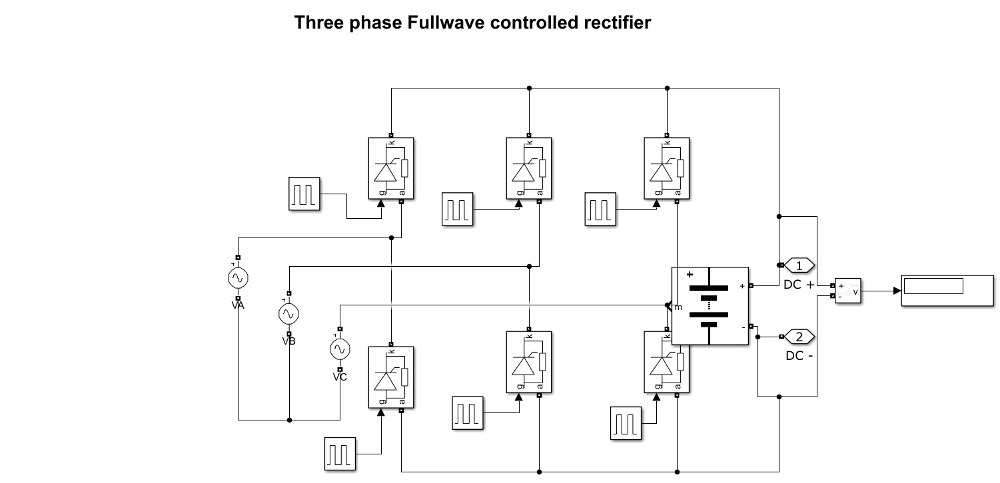 Three phase Fullwave controlled rectifier
k k k
g a g a g a
+ VA
+ VB
+ VC
+ + -
m
1
DC +
2
DC -
+ - v
k k k
g a g a g a